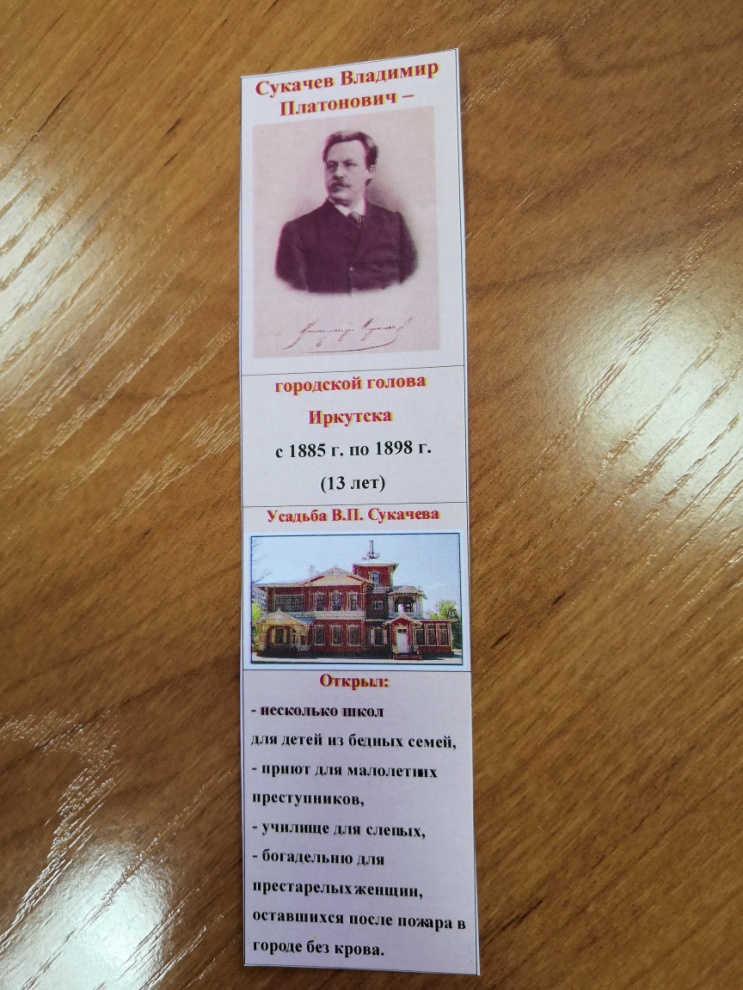 Сукачев Владимир
Платонович –
городской голова
Иркутска
с 1885 г. по 1898 г.
(13 лет)
Усадьба В.П. Сукачева
Открыл:
- несколько школ
для детей из бедных семей,
- приют для малолетних
преступников,
- училище для слепых,
- богадельню для
престарелых женщин,
оставшихся после пожара в
городе без крова.